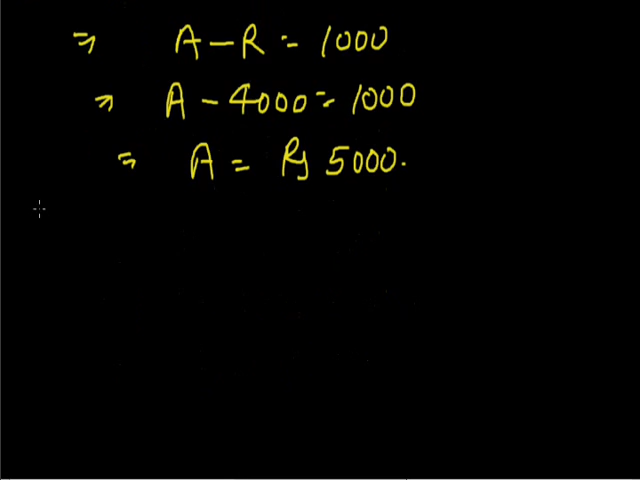 ⇒ A - R = 1000
⇒ A - 4000 = 1000
⇒ A = Rs 5000.